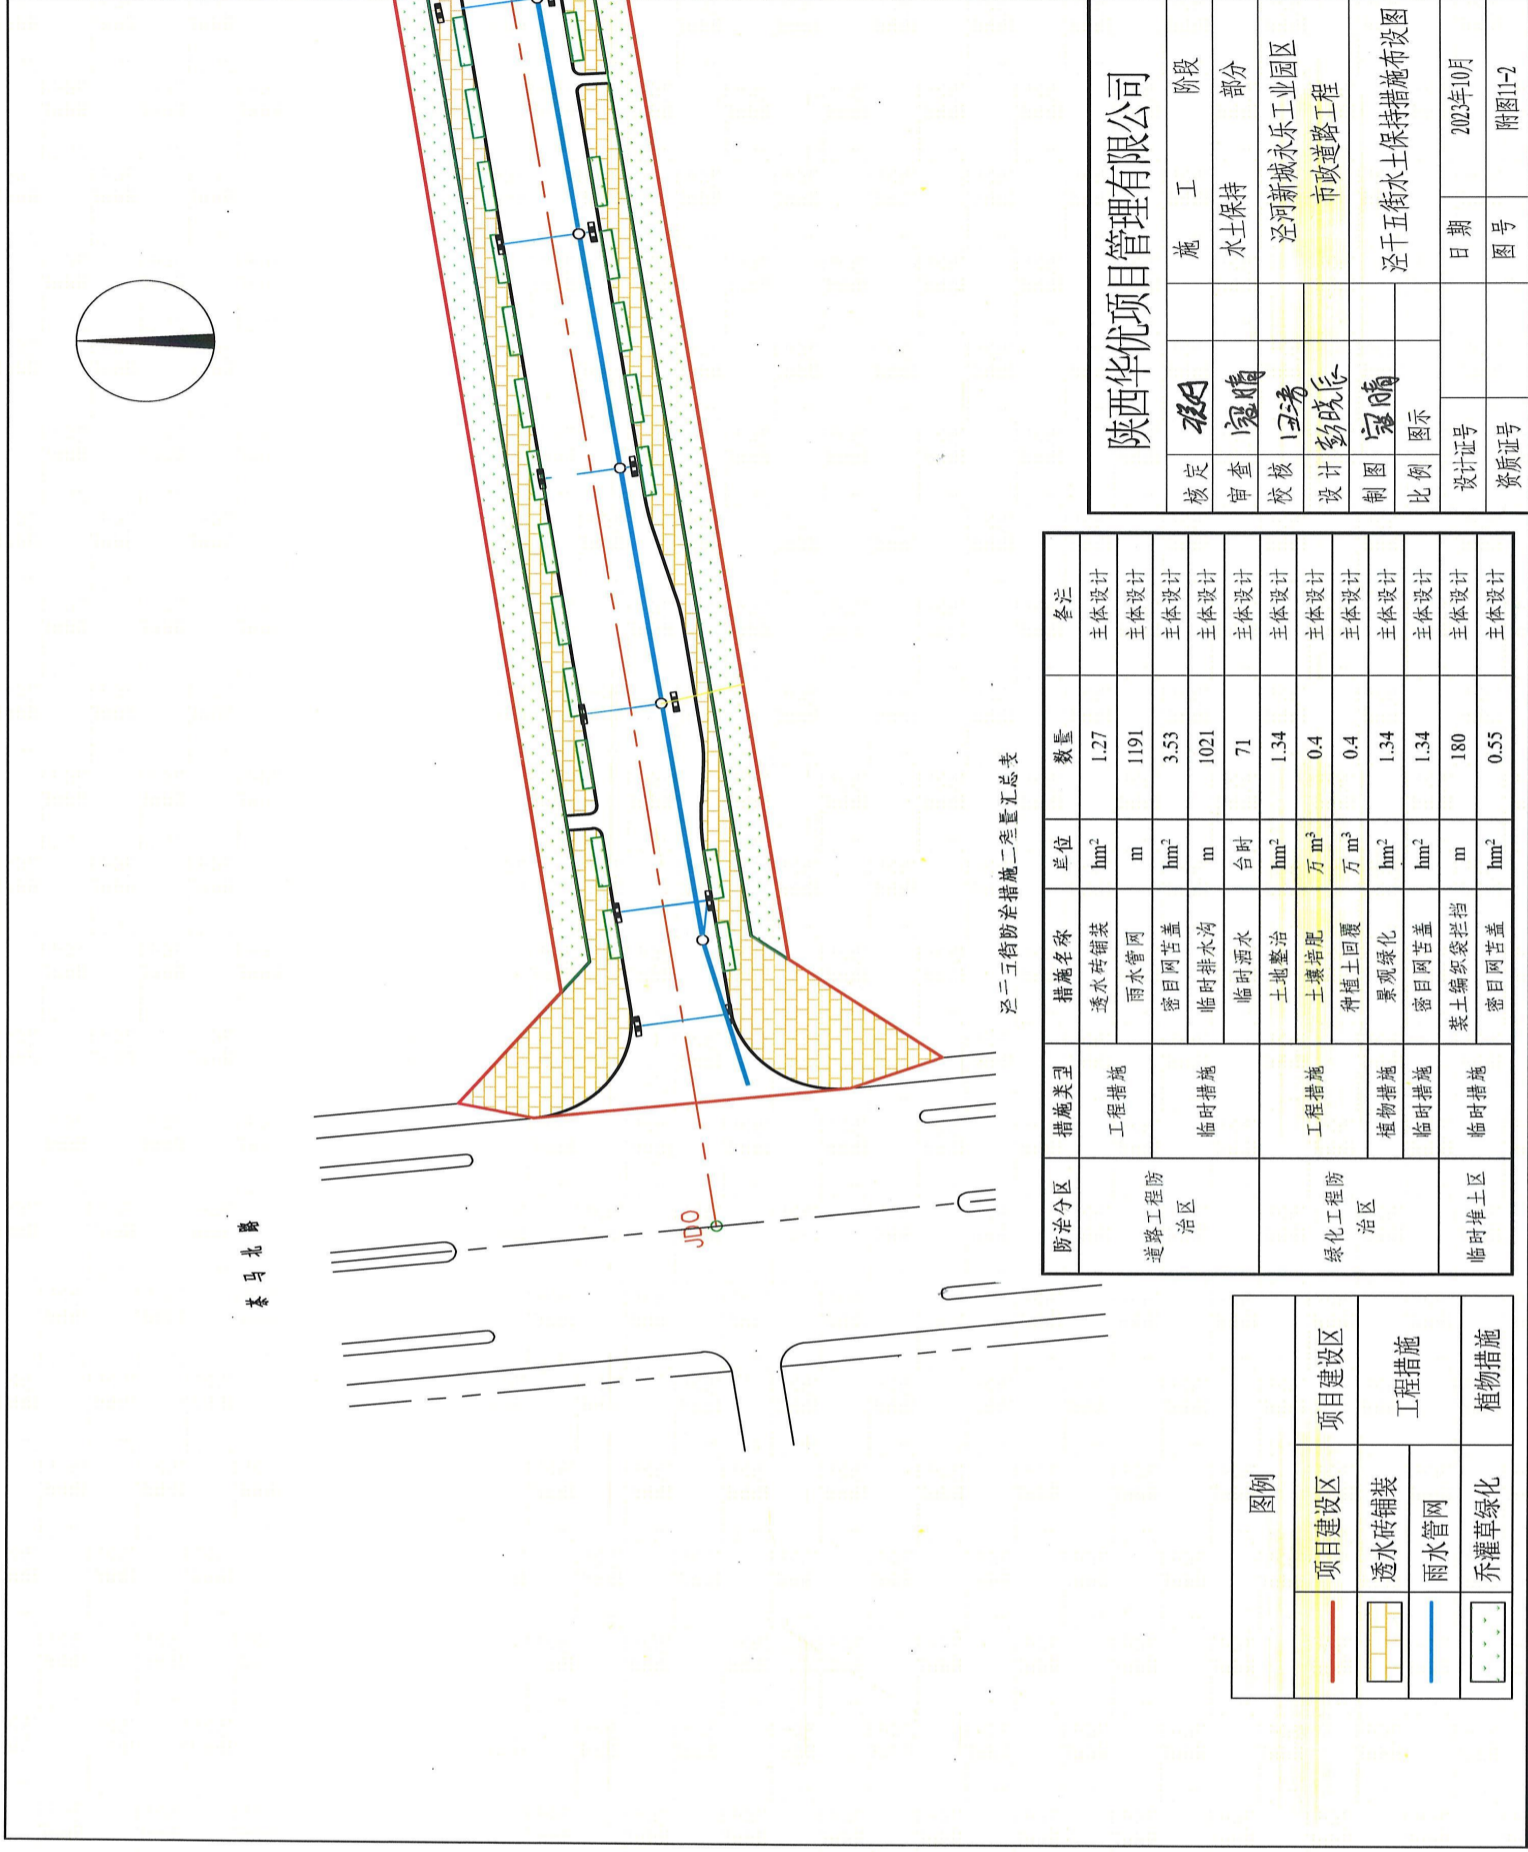 茶马北路
JD0
泾干五街防治措施工程量汇总表
防治分区 措施类型 措施名称 单位 数量 备注
道路工程防治区 工程措施 透水砖铺装 hm² 1.27 主体设计
雨水管网 m 1191 主体设计
临时措施 密目网苫盖 hm² 3.53 主体设计
临时排水沟 m 1021 主体设计
临时洒水 台时 71 主体设计
绿化工程防治区 工程措施 土地整治 hm² 1.34 主体设计
土壤培肥 万 m³ 0.4 主体设计
种植土回覆 万 m³ 0.4 主体设计
植物措施 景观绿化 hm² 1.34 主体设计
临时措施 密目网苫盖 hm² 1.34 主体设计
临时堆土区 临时措施 装土编织袋拦挡 m 180 主体设计
密目网苫盖 hm² 0.55 主体设计
图例
项目建设区 项目建设区
透水砖铺装 工程措施
雨水管网
乔灌草绿化 植物措施
陕西华优项目管理有限公司
核定 施工 阶段
审查 水土保持 部分
校核 泾河新城永乐工业园区
设计 彭晓辰 市政道路工程
制图 泾干五街水土保持措施布设图
比例 图示
设计证号 日期 2023年10月
资质证号 图号 附图11-2